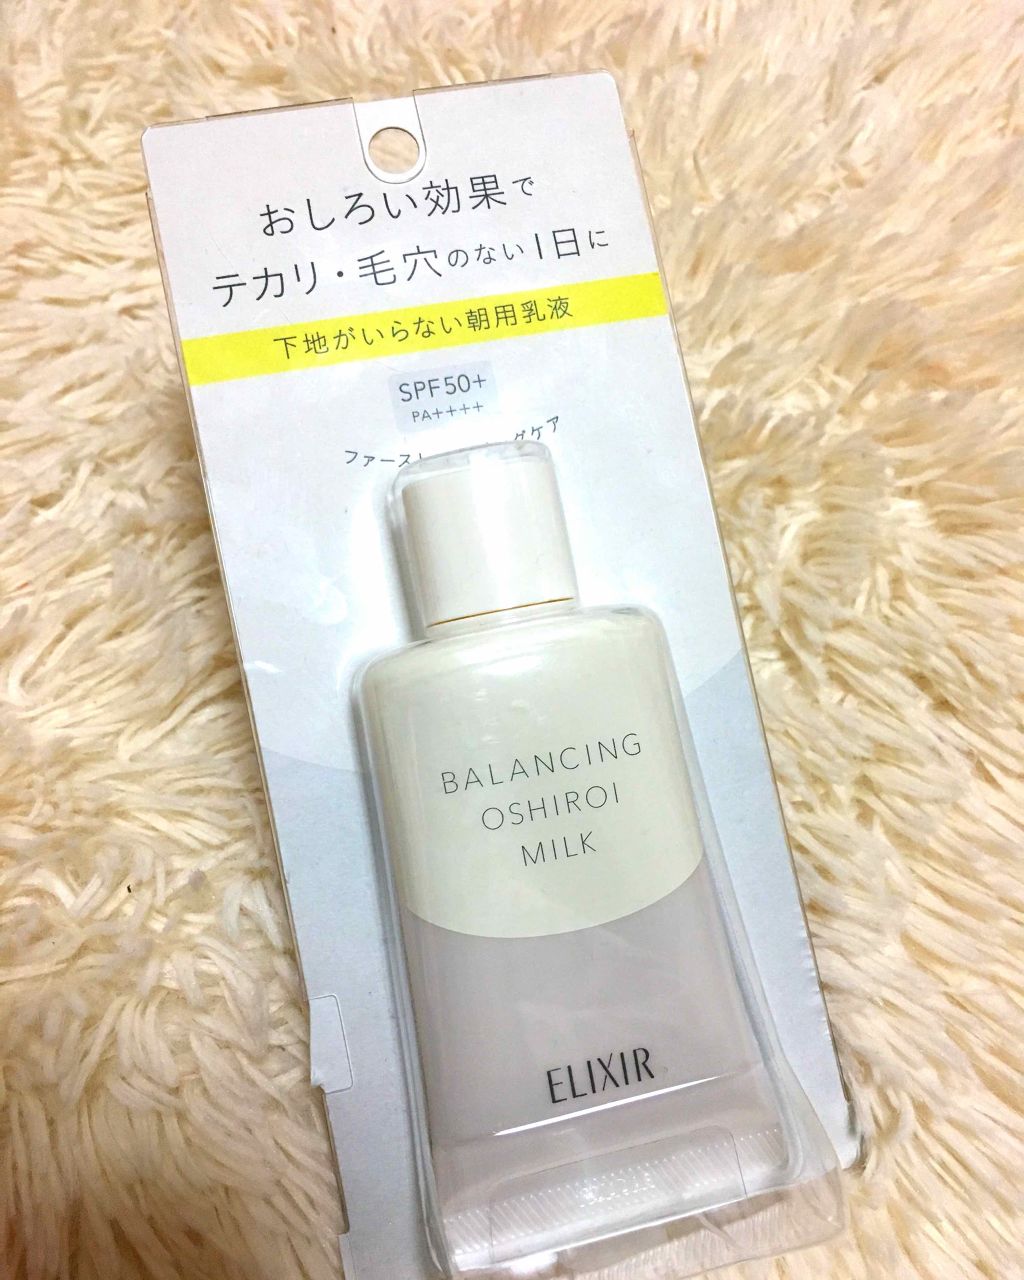 おしろい効果で
テカリ・毛穴のない1日に
下地がいらない朝用乳液
SPF50+
PA++++
BALANCING
OSHIROI
MILK
ELIXIR